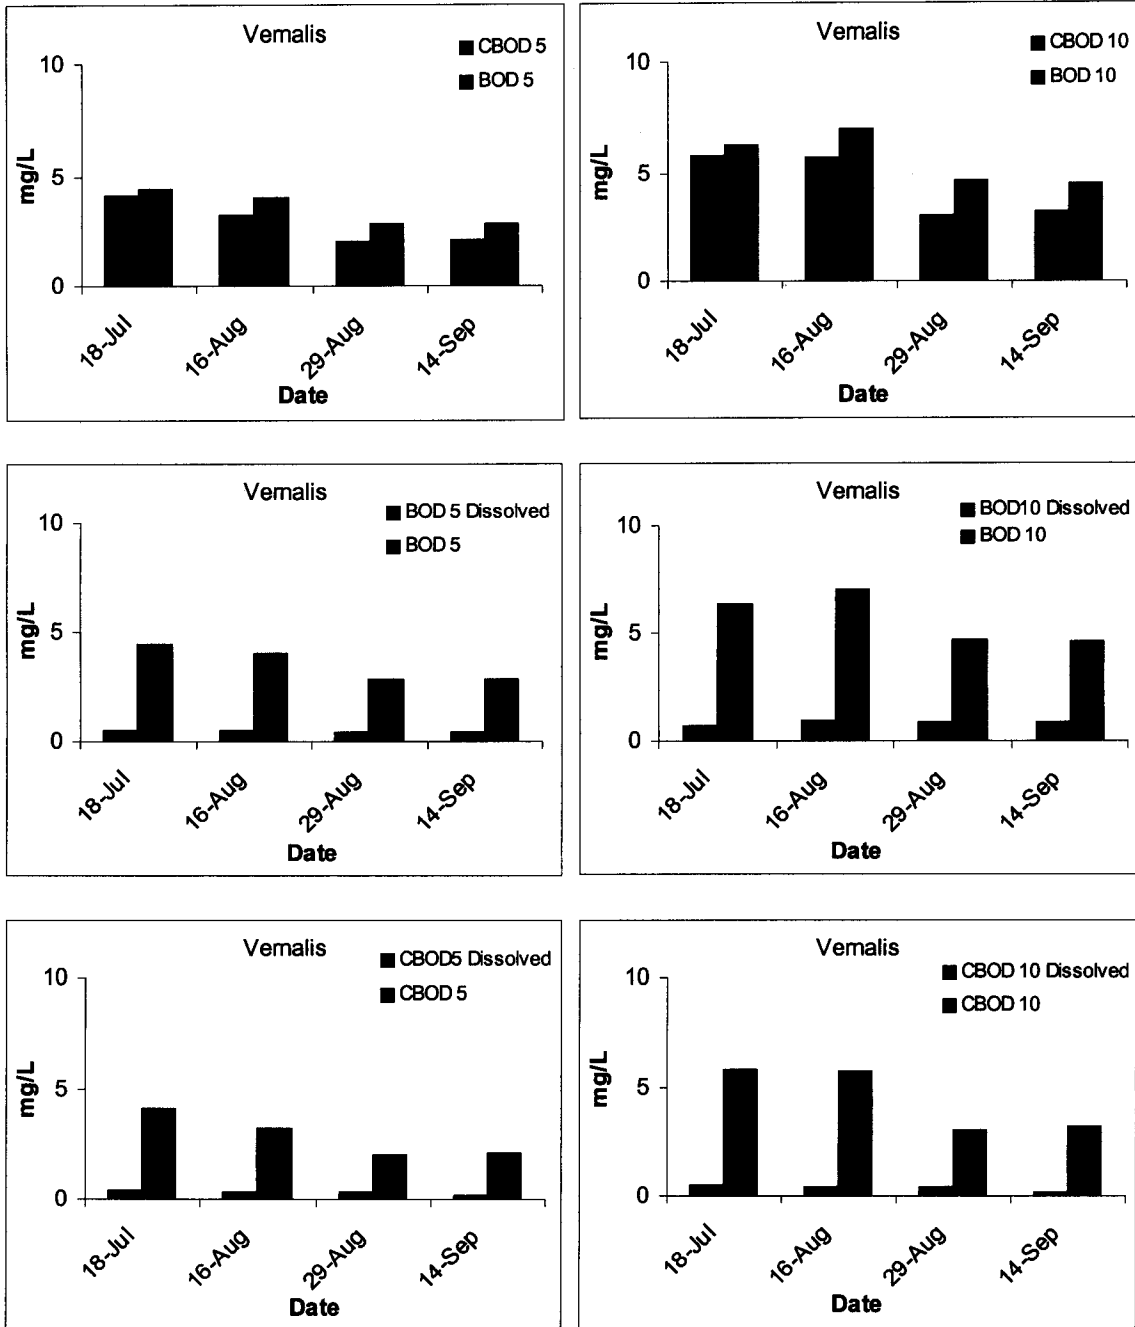 Vernalis
CBOD 5
BOD 5
10
5
0
mg/L
18-Jul
16-Aug
29-Aug
14-Sep
Date
Vernalis
CBOD 10
BOD 10
10
5
0
mg/L
18-Jul
16-Aug
29-Aug
14-Sep
Date
Vernalis
BOD 5 Dissolved
BOD 5
10
5
0
mg/L
18-Jul
16-Aug
29-Aug
14-Sep
Date
Vernalis
BOD10 Dissolved
BOD 10
10
5
0
mg/L
18-Jul
16-Aug
29-Aug
14-Sep
Date
Vernalis
CBOD5 Dissolved
CBOD 5
10
5
0
mg/L
18-Jul
16-Aug
29-Aug
14-Sep
Date
Vernalis
CBOD 10 Dissolved
CBOD 10
10
5
0
mg/L
18-Jul
16-Aug
29-Aug
14-Sep
Date